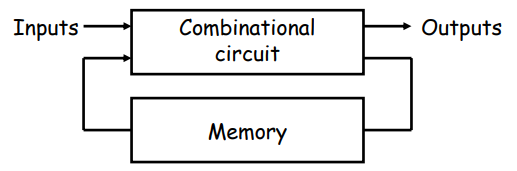 Inputs
Combinational
circuit
Outputs
Memory